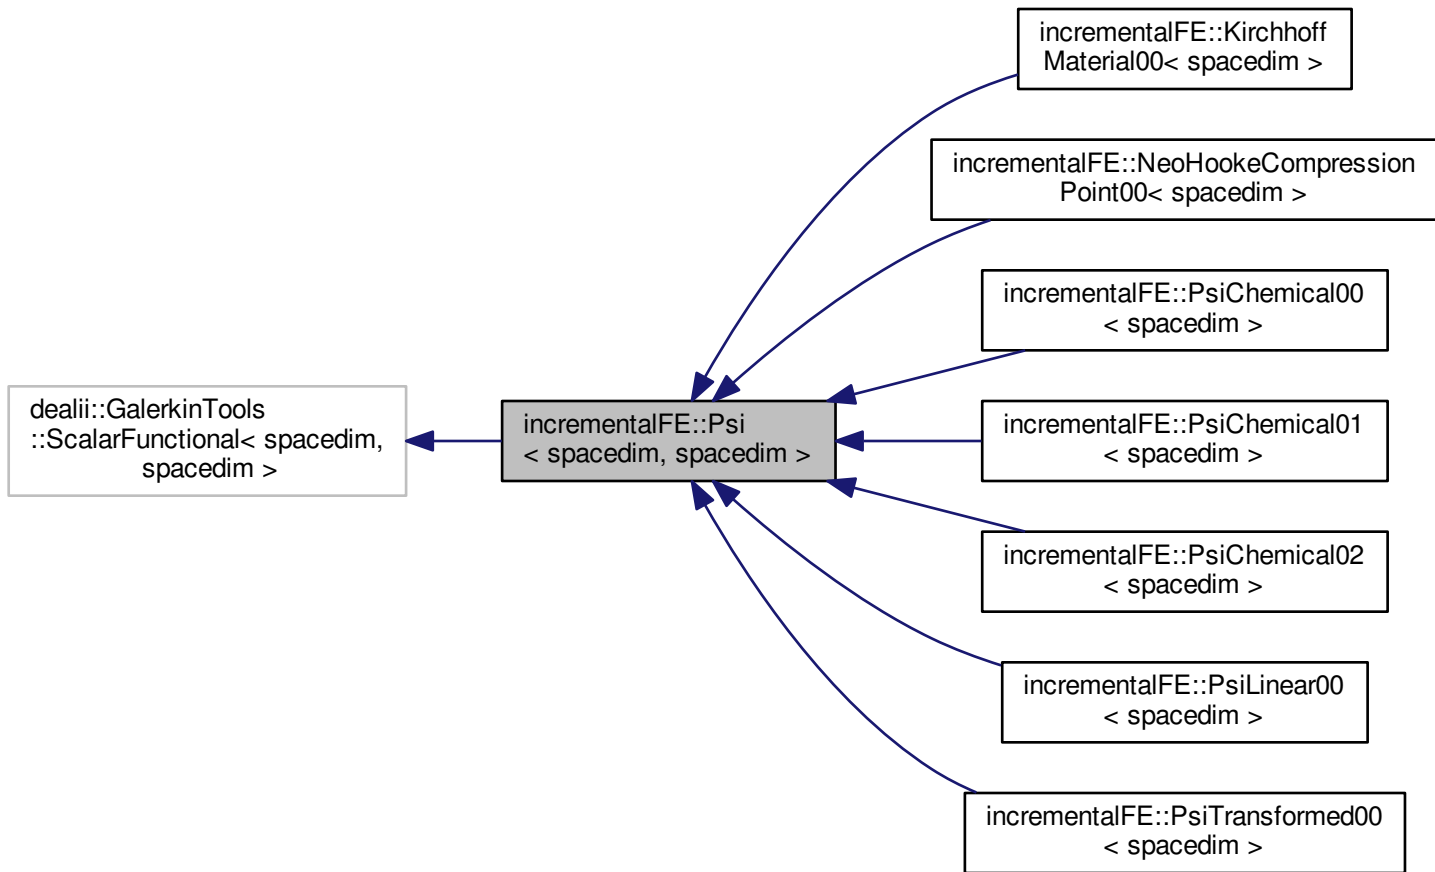 incrementalFE::Kirchhoff
Material00< spacedim >
incrementalFE::NeoHookeCompression
Point00< spacedim >
incrementalFE::PsiChemical00
< spacedim >
dealii::GalerkinTools
::ScalarFunctional< spacedim,
spacedim >
incrementalFE::Psi
< spacedim, spacedim >
incrementalFE::PsiChemical01
< spacedim >
incrementalFE::PsiChemical02
< spacedim >
incrementalFE::PsiLinear00
< spacedim >
incrementalFE::PsiTransformed00
< spacedim >